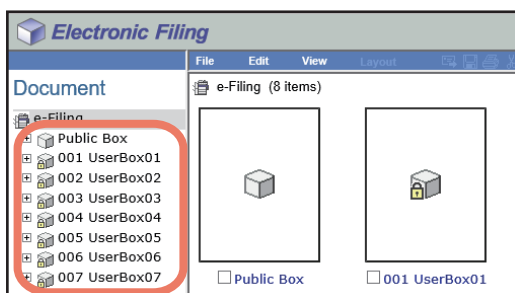 Electronic Filing
File Edit View Layout
Document
e-Filing (8 items)
e-Filing
Public Box
001 UserBox01
002 UserBox02
003 UserBox03
004 UserBox04
005 UserBox05
006 UserBox06
007 UserBox07
Public Box
001 UserBox01